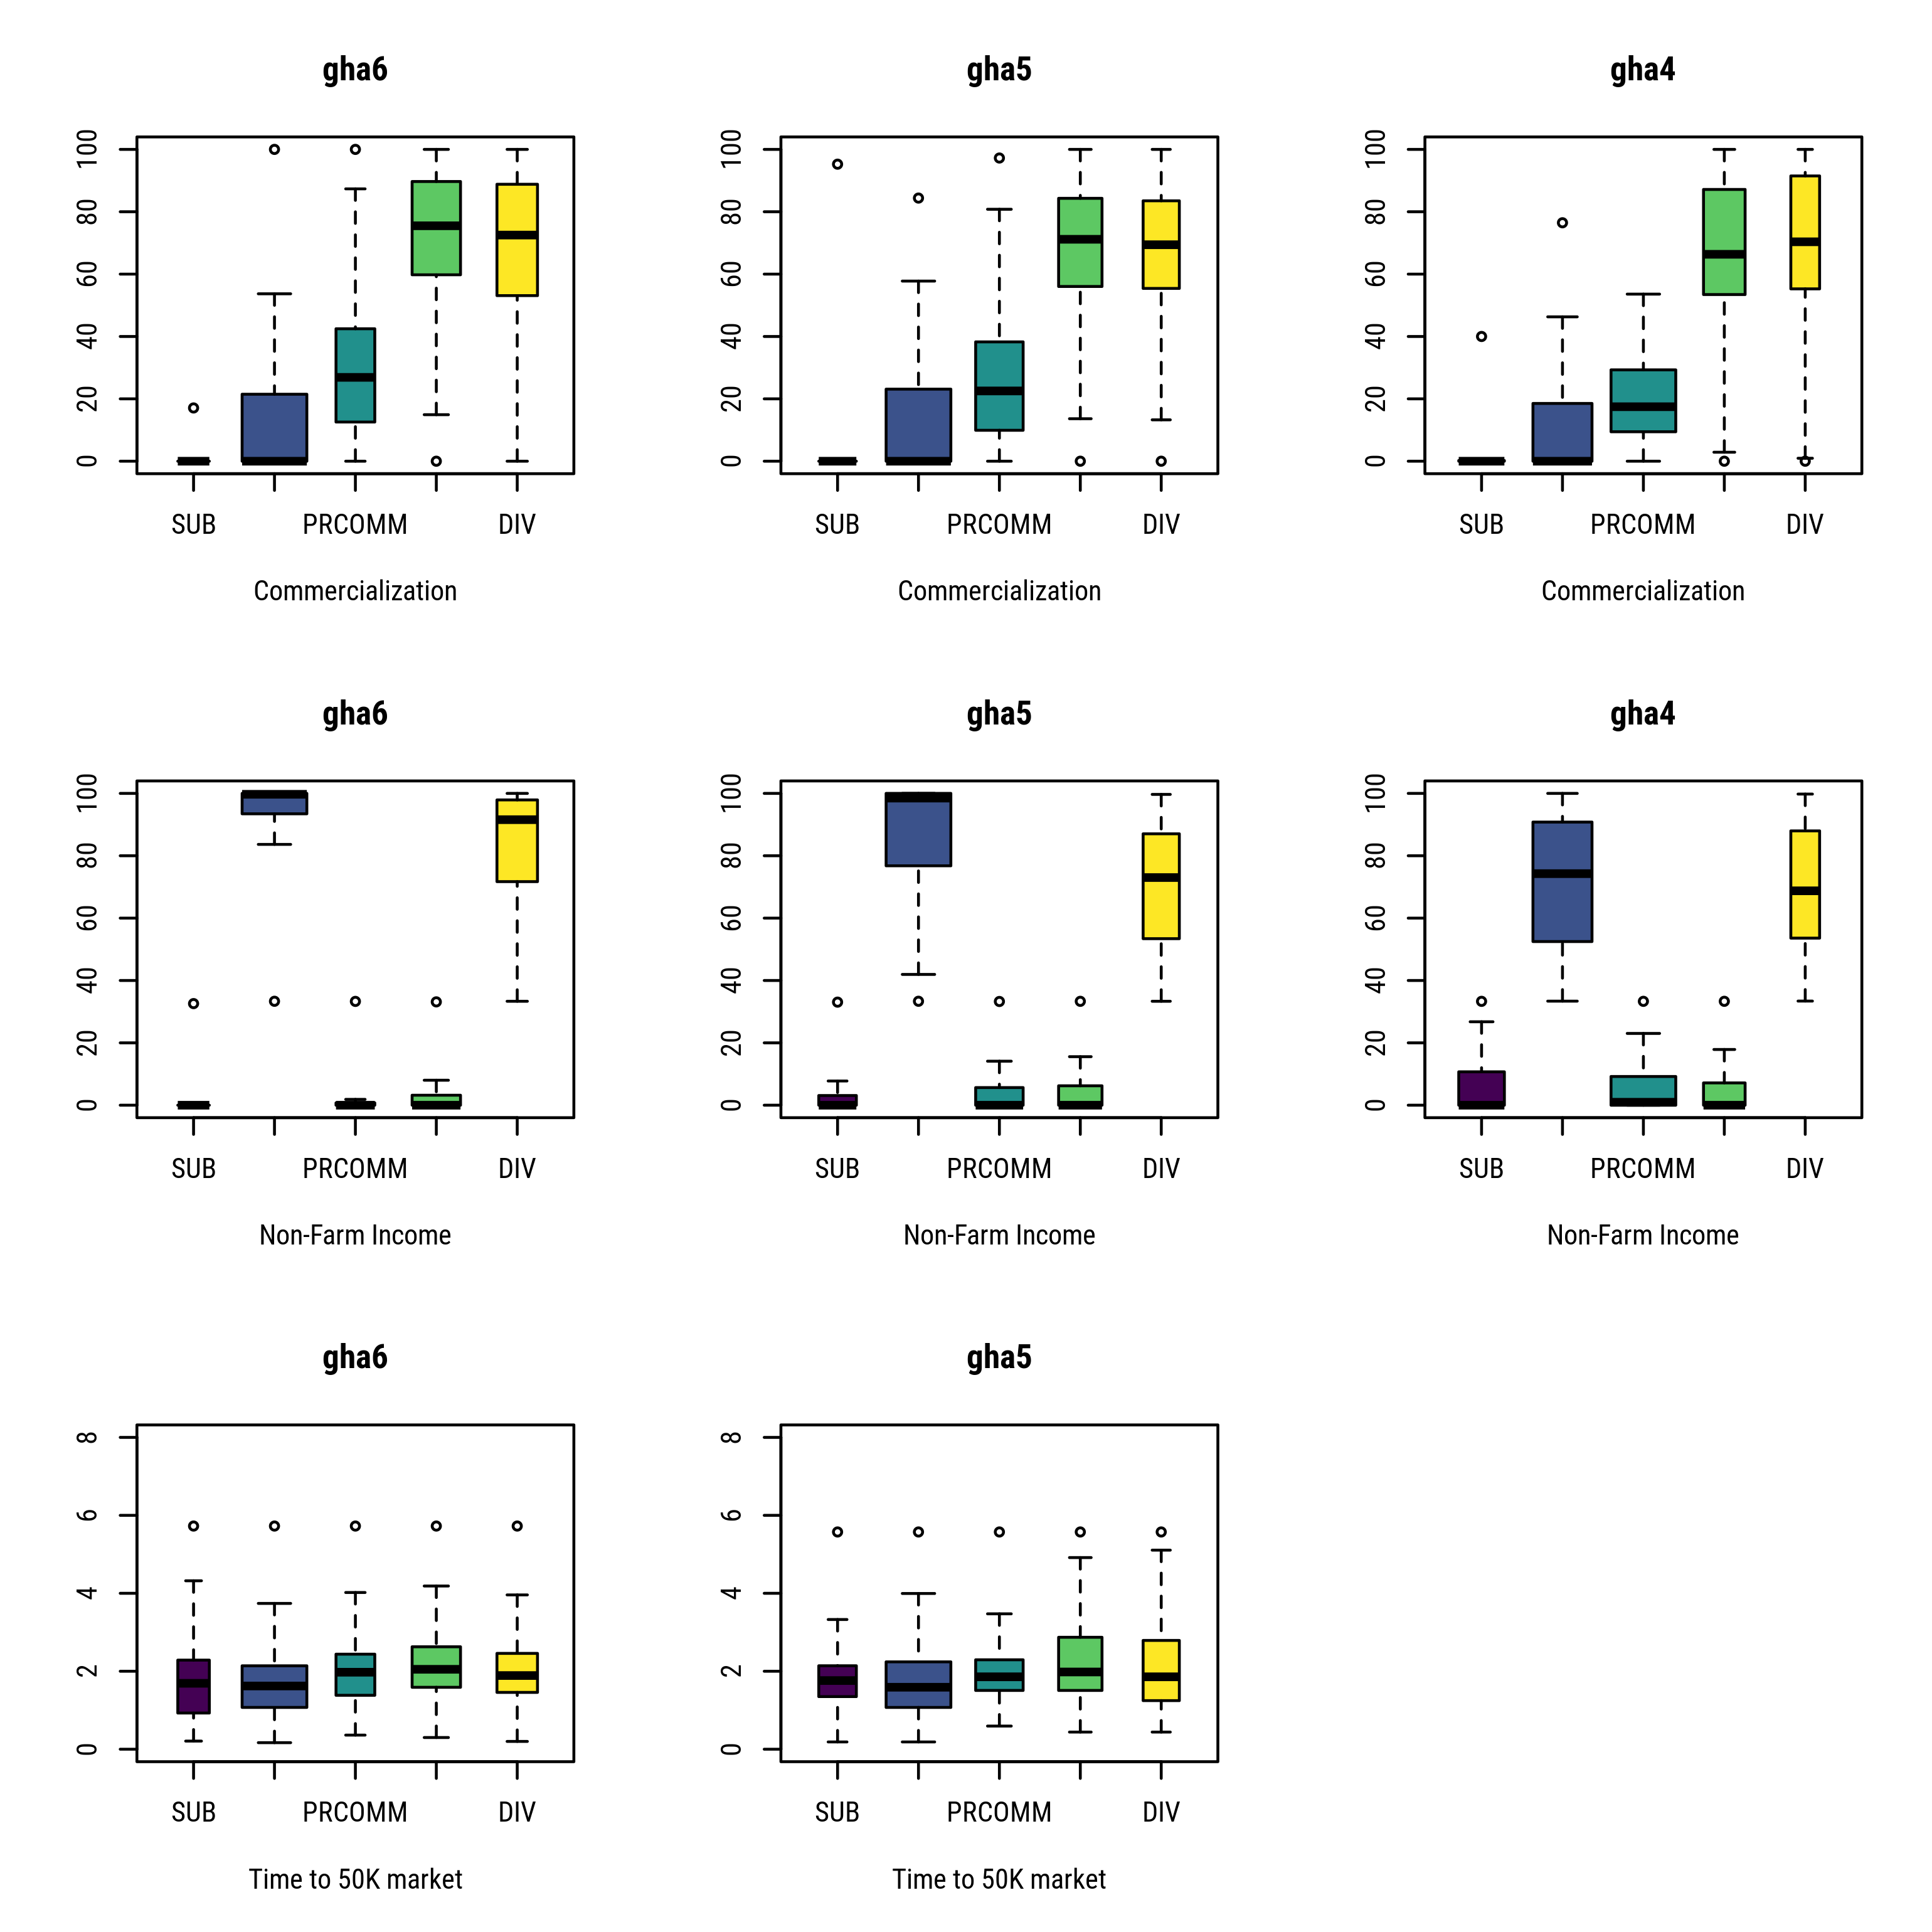 gha6 gha5 gha4
100 100 100
80 80 80
60 60 60
40 40 40
20 20 20
0 0 0
SUB PRCOMM DIV SUB PRCOMM DIV SUB PRCOMM DIV
Commercialization Commercialization Commercialization
gha6 gha5 gha4
100 100 100
80 80 80
60 60 60
40 40 40
20 20 20
0 0 0
SUB PRCOMM DIV SUB PRCOMM DIV SUB PRCOMM DIV
Non-Farm Income Non-Farm Income Non-Farm Income
gha6 gha5
8 8
6 6
4 4
2 2
0 0
SUB PRCOMM DIV SUB PRCOMM DIV
Time to 50K market Time to 50K market